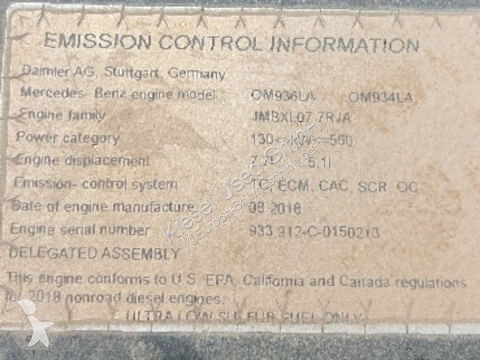 EMISSION CONTROL INFORMATION
Daimler AG, Stuttgart, Germany
Mercedes- Benz engine model OM936LA OM934LA
Engine family JMBXL07.7RJA
Power category 130<=kW<=560
Engine displacement 5.1l
Emission- control system TC, ECM, CAC, SCR, OC
Date of engine manufacture 08 2018
Engine serial number 933.912-C-0150213
DELEGATED ASSEMBLY
This engine conforms to U.S. EPA, California and Canada regulations
for 2018 nonroad diesel engines.
ULTRA LOW SULFUR FUEL ONLY